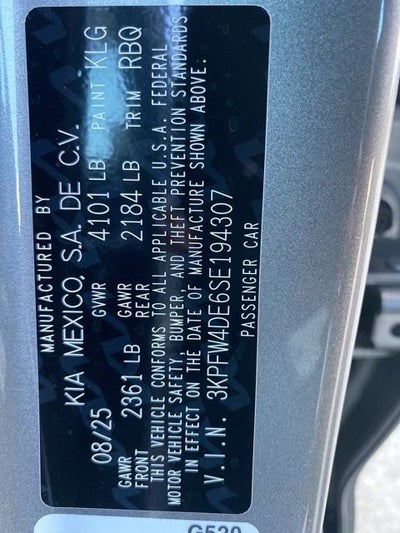 MANUFACTURED BY
KIA MEXICO, S.A. DE C.V.
08/25 GVWR 4101 LB PAINT KLG
GAWR FRONT 2361 LB GAWR REAR 2184 LB TRIM RBQ
THIS VEHICLE CONFORMS TO ALL APPLICABLE U.S.A. FEDERAL
MOTOR VEHICLE SAFETY, BUMPER, AND THEFT PREVENTION STANDARDS
IN EFFECT ON THE DATE OF MANUFACTURE SHOWN ABOVE.
V.I.N. 3KPFW4DE6SE194307
PASSENGER CAR
G520